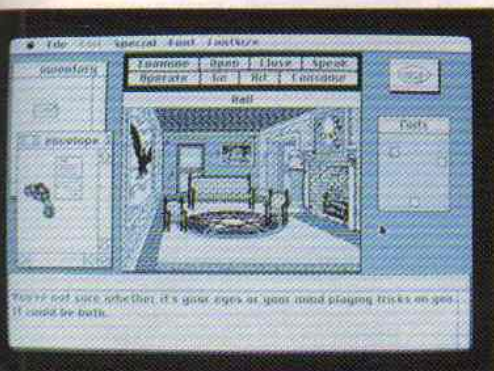 File Edit Special Font FontSize
Examine Open Close Speak
Operate Go Hit Consume
inventory
Hall
envelope
Exits
You're not sure whether it's your eyes or your mind playing tricks on you.
It could be both.